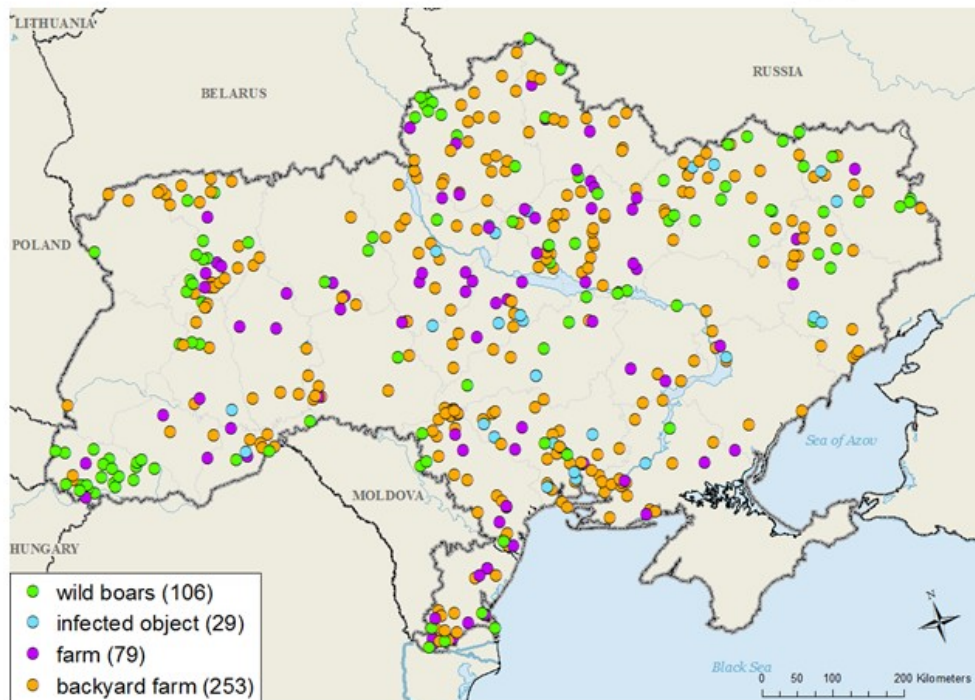 LITHUANIA
BELARUS
RUSSIA
POLAND
MOLDOVA
Sea of Azov
HUNGARY
wild boars (106)
infected object (29)
farm (79)
backyard farm (253)
N
Black Sea
0 50 100 200 Kilometers